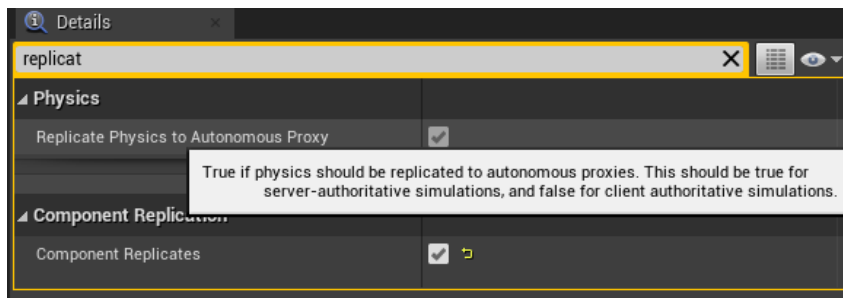 Details
replicat
Physics
Replicate Physics to Autonomous Proxy
True if physics should be replicated to autonomous proxies. This should be true for
server-authoritative simulations, and false for client authoritative simulations.
Component Replication
Component Replicates